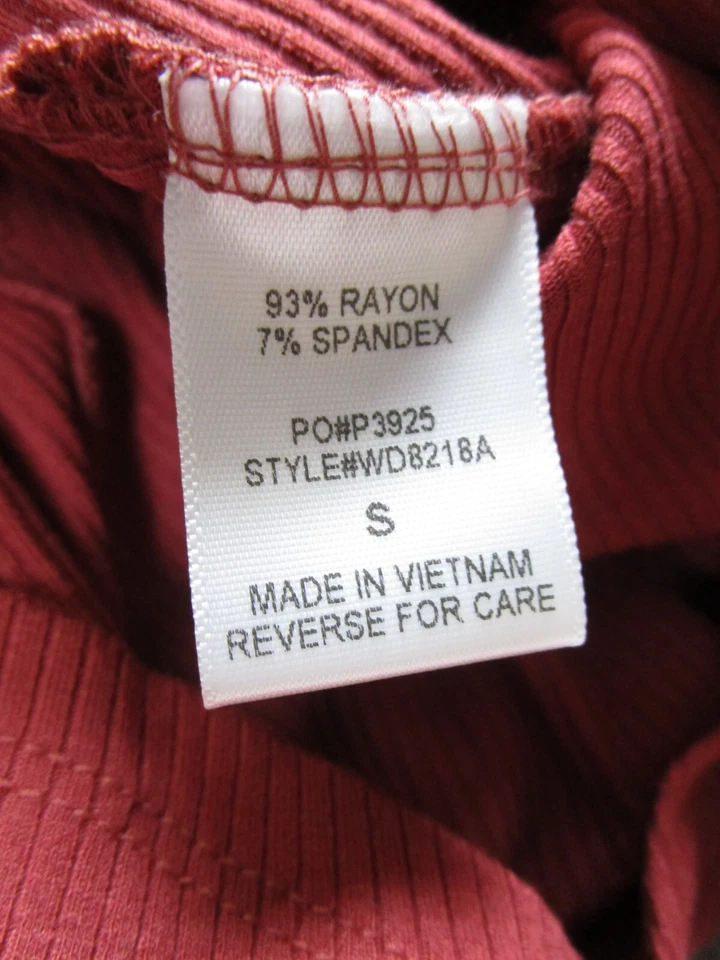 93% RAYON
7% SPANDEX
PO#P3925
STYLE#WD8218A
S
MADE IN VIETNAM
REVERSE FOR CARE